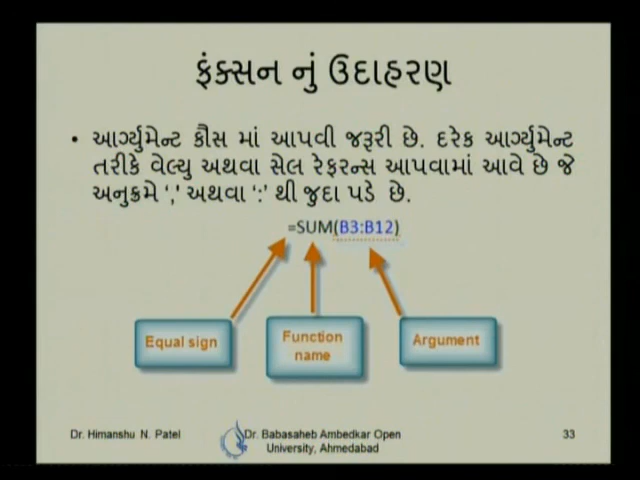 ફંક્સન નું ઉદાહરણ
• આર્ગ્યુમેન્ટ કૌસ માં આપવી જરૂરી છે. દરેક આર્ગ્યુમેન્ટ
તરીકે વેલ્યુ અથવા સેલ રેફરન્સ આપવામાં આવે છે જે
અનુક્રમે ',' અથવા ':' થી જુદા પડે છે.
=SUM(B3:B12)
Equal sign
Function
name
Argument
Dr. Himanshu N. Patel
Dr. Babasaheb Ambedkar Open
University, Ahmedabad
33